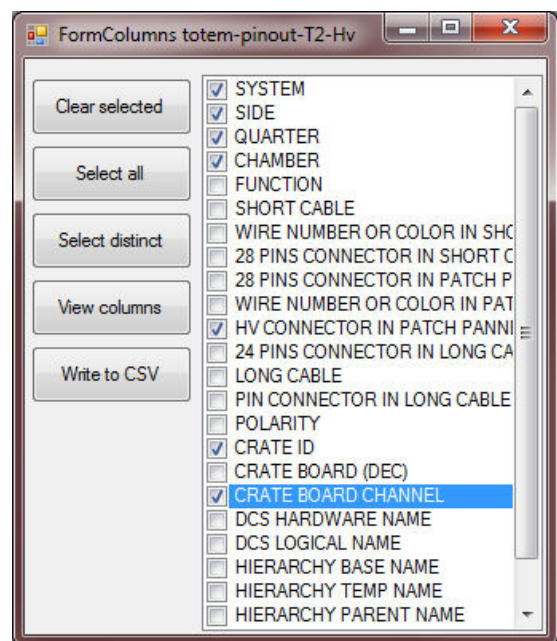 FormColumns totem-pinout-T2-Hv
Clear selected
Select all
Select distinct
View columns
Write to CSV
SYSTEM
SIDE
QUARTER
CHAMBER
FUNCTION
SHORT CABLE
WIRE NUMBER OR COLOR IN SHC
28 PINS CONNECTOR IN SHORT C
28 PINS CONNECTOR IN PATCH P
WIRE NUMBER OR COLOR IN PAT
HV CONNECTOR IN PATCH PANNI
24 PINS CONNECTOR IN LONG CA
LONG CABLE
PIN CONNECTOR IN LONG CABLE
POLARITY
CRATE ID
CRATE BOARD (DEC)
CRATE BOARD CHANNEL
DCS HARDWARE NAME
DCS LOGICAL NAME
HIERARCHY BASE NAME
HIERARCHY TEMP NAME
HIERARCHY PARENT NAME